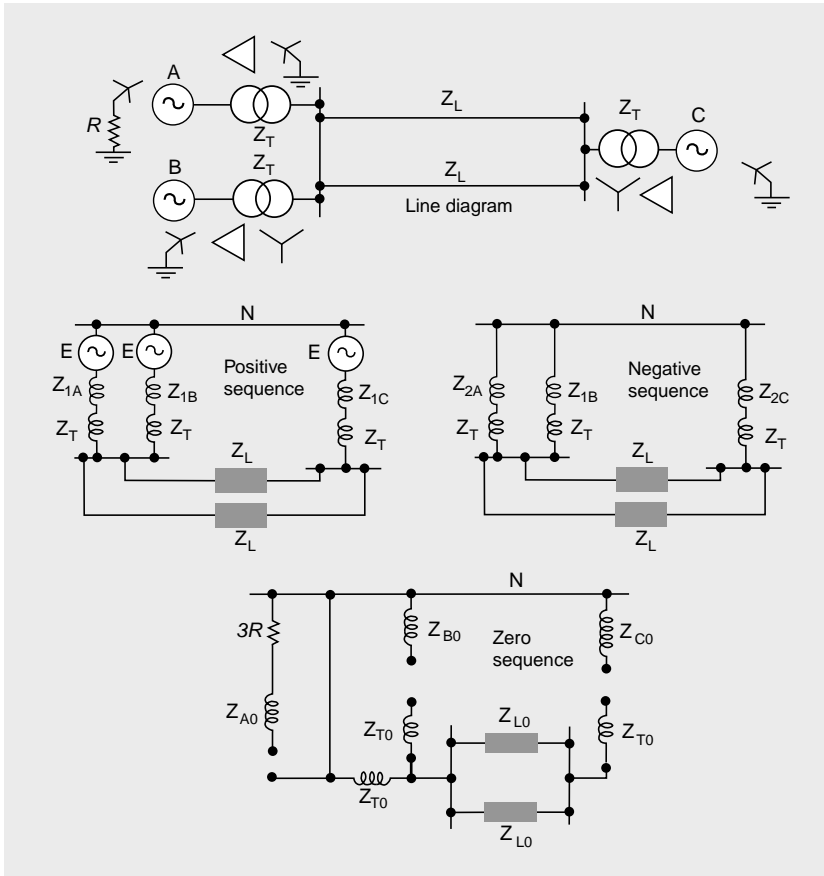 A
R
Z_T
B
Z_T
Z_L
Z_L
Line diagram
Z_T
C
N
E
E
E
Positive
sequence
Z_1A
Z_1B
Z_1C
Z_T
Z_T
Z_T
Z_L
Z_L
N
Negative
sequence
Z_2A
Z_1B
Z_2C
Z_T
Z_T
Z_T
Z_L
Z_L
N
3R
Z_B0
Zero
sequence
Z_C0
Z_A0
Z_T0
Z_L0
Z_T0
Z_T0
Z_L0